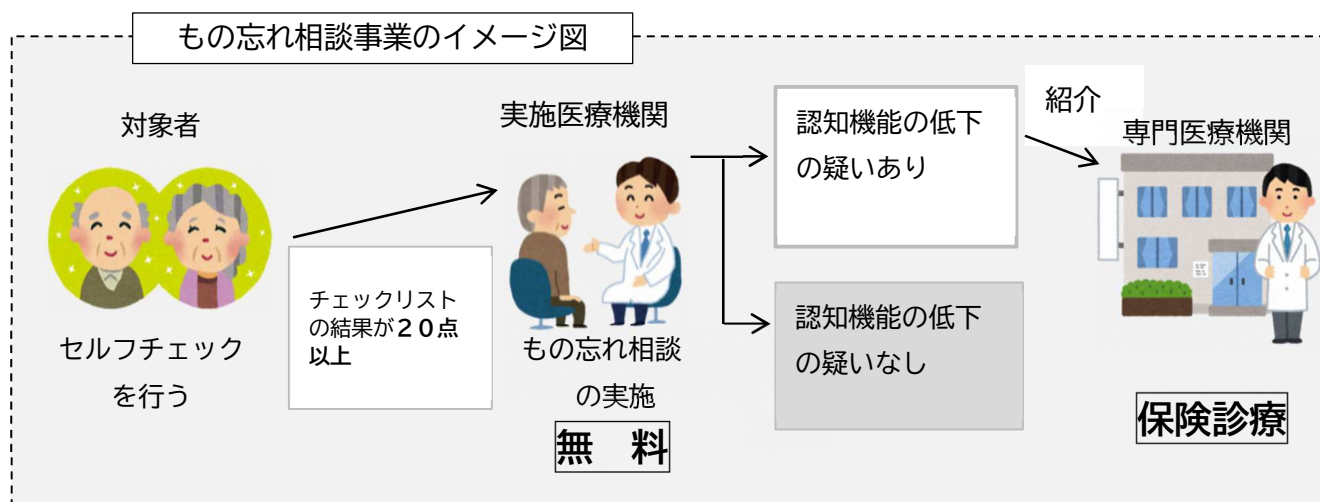 もの忘れ相談事業のイメージ図
対象者
セルフチェック
を行う
チェックリスト
の結果が２０点
以上
実施医療機関
もの忘れ相談
の実施
無　料
認知機能の低下
の疑いあり
認知機能の低下
の疑いなし
紹介
専門医療機関
保険診療